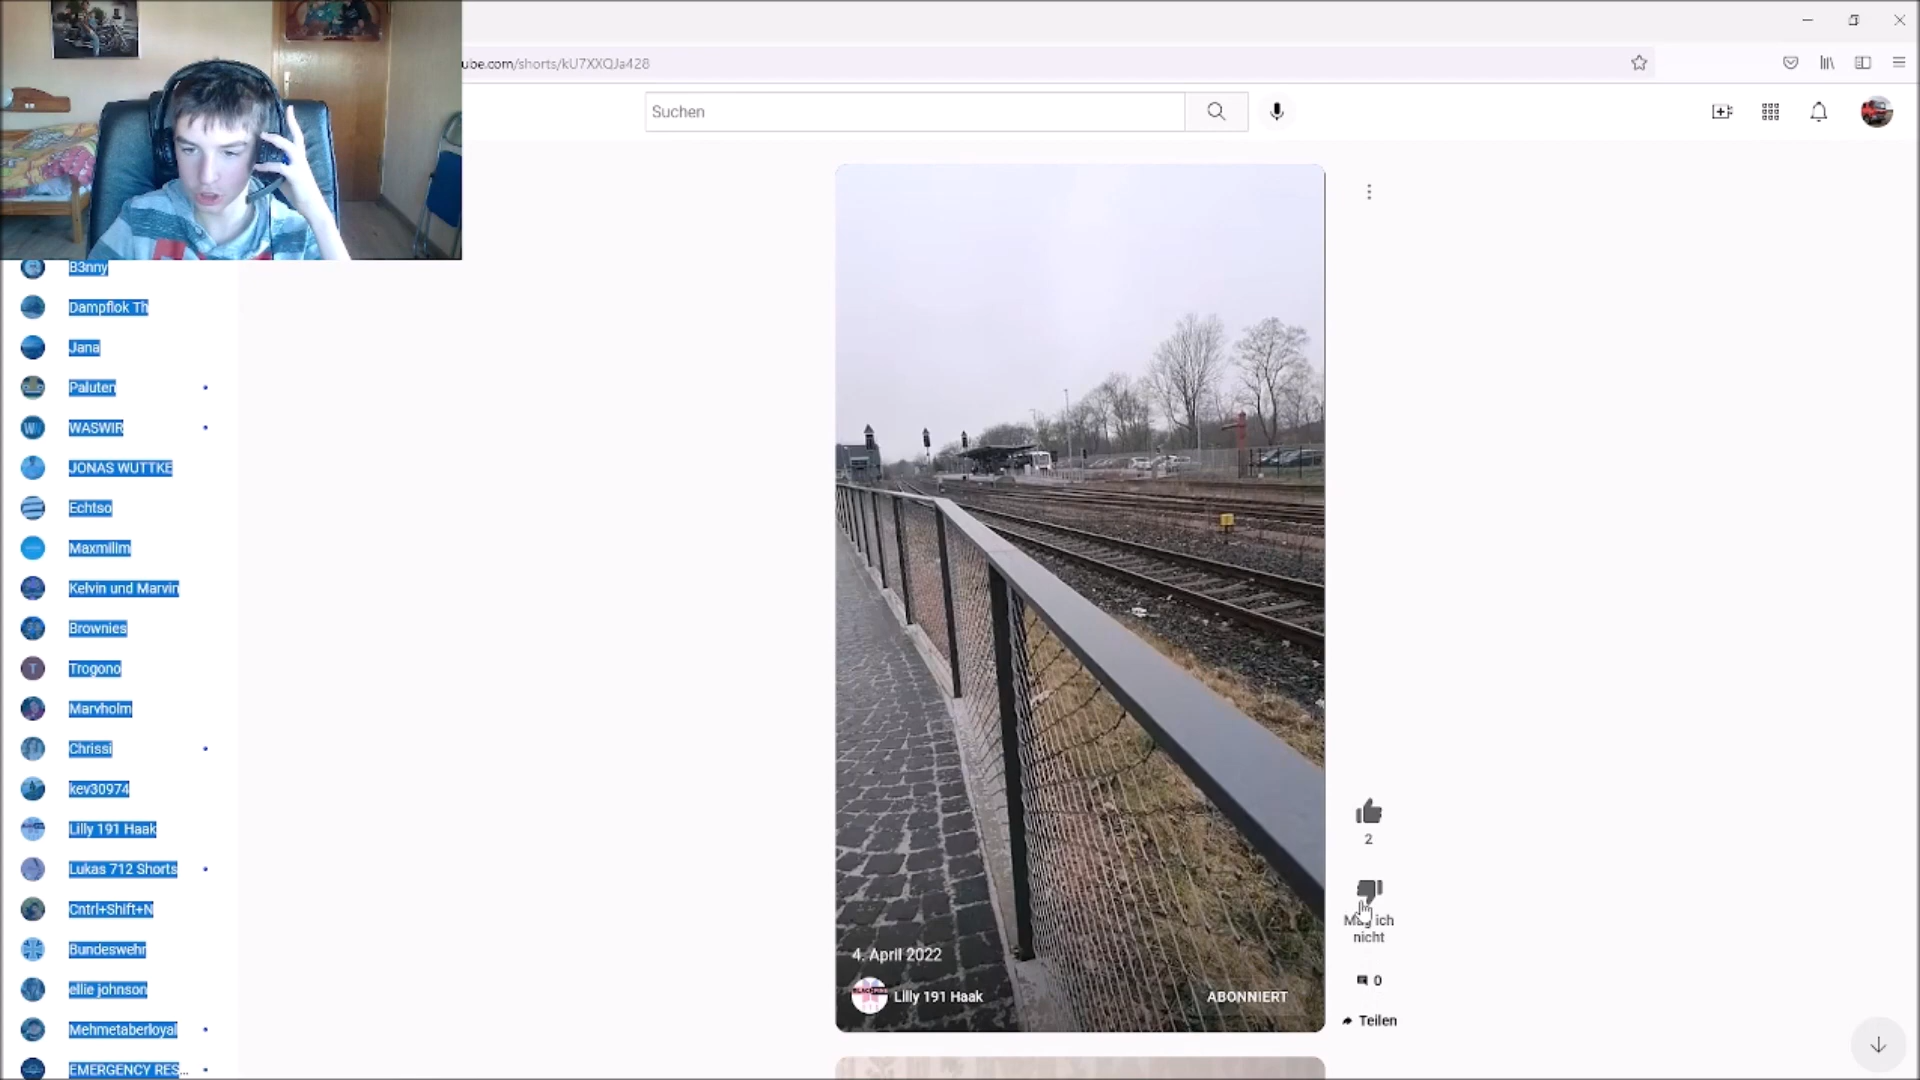 ube.com/shorts/kU7XXQJa428
Suchen
B3nny
Dampflok Th
Jana
Paluten
WASWIR
JONAS WUTTKE
Echtso
Maxmillm
Kelvin und Marvin
Brownies
Trogono
Marvholm
Chrissi
kev30974
Lilly 191 Haak
Lukas 712 Shorts
Cntrl+Shift+N
Bundeswehr
ellie johnson
Mehmetaberloyal
EMERGENCY RES...
4. April 2022
Lilly 191 Haak
ABONNIERT
2
Mag ich
nicht
0
Teilen